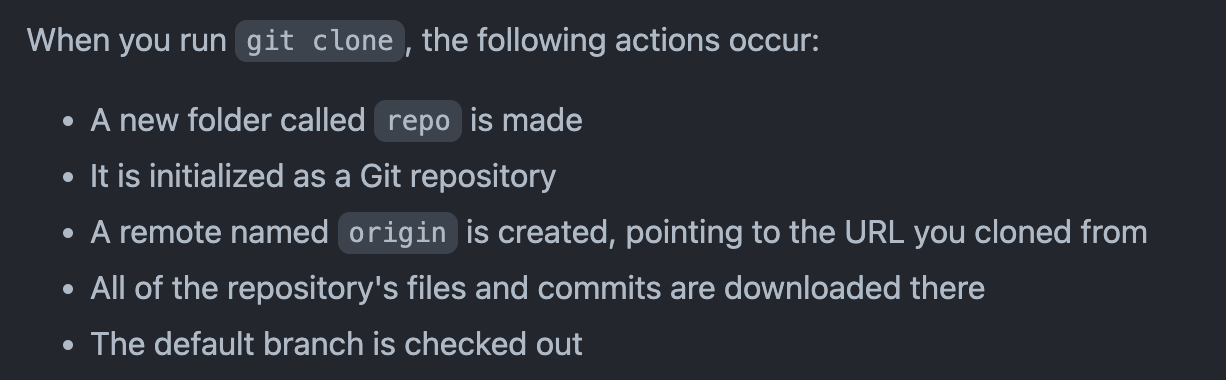 When you run git clone, the following actions occur:
• A new folder called repo is made
• It is initialized as a Git repository
• A remote named origin is created, pointing to the URL you cloned from
• All of the repository's files and commits are downloaded there
• The default branch is checked out